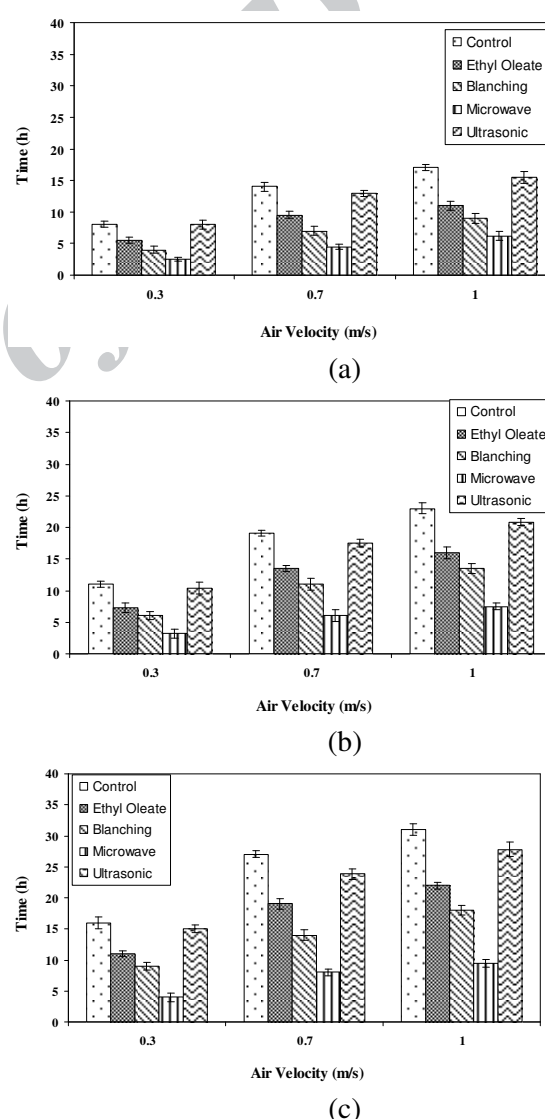 40
35
30
25
20
15
10
5
0
Time (h)
Control
Ethyl Oleate
Blanching
Microwave
Ultrasonic
0.3 0.7 1
Air Velocity (m/s)
(a)
40
35
30
25
20
15
10
5
0
Time (h)
Control
Ethyl Oleate
Blanching
Microwave
Ultrasonic
0.3 0.7 1
Air Velocity (m/s)
(b)
40
35
30
25
20
15
10
5
0
Time (h)
Control
Ethyl Oleate
Blanching
Microwave
Ultrasonic
0.3 0.7 1
Air Velocity (m/s)
(c)